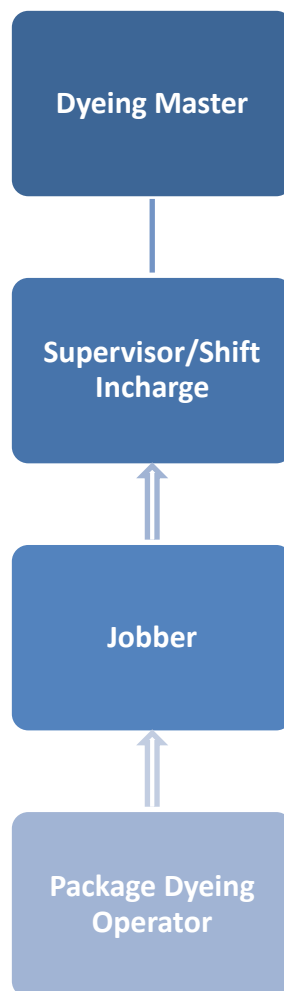 Dyeing Master
Supervisor/Shift
Incharge
Jobber
Package Dyeing
Operator